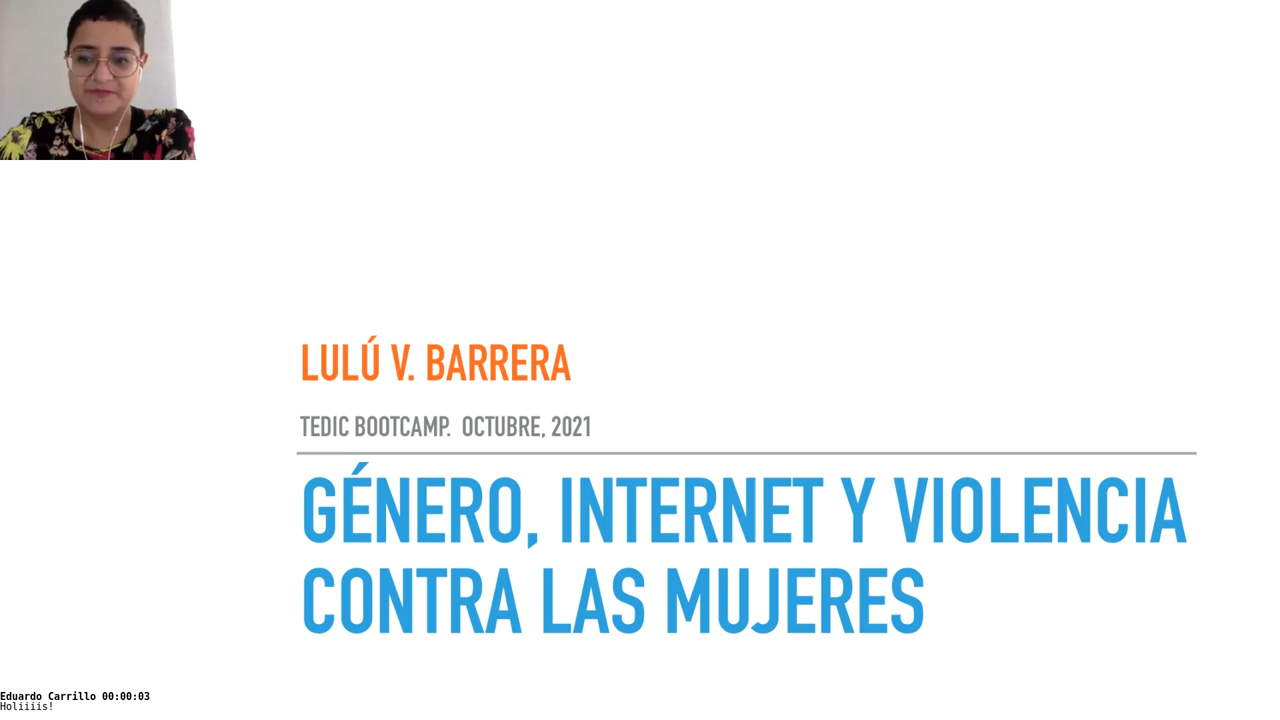 LULÚ V. BARRERA
TEDIC BOOTCAMP. OCTUBRE, 2021
GÉNERO, INTERNET Y VIOLENCIA
CONTRA LAS MUJERES
Eduardo Carrillo 00:00:03
Holiiiis!